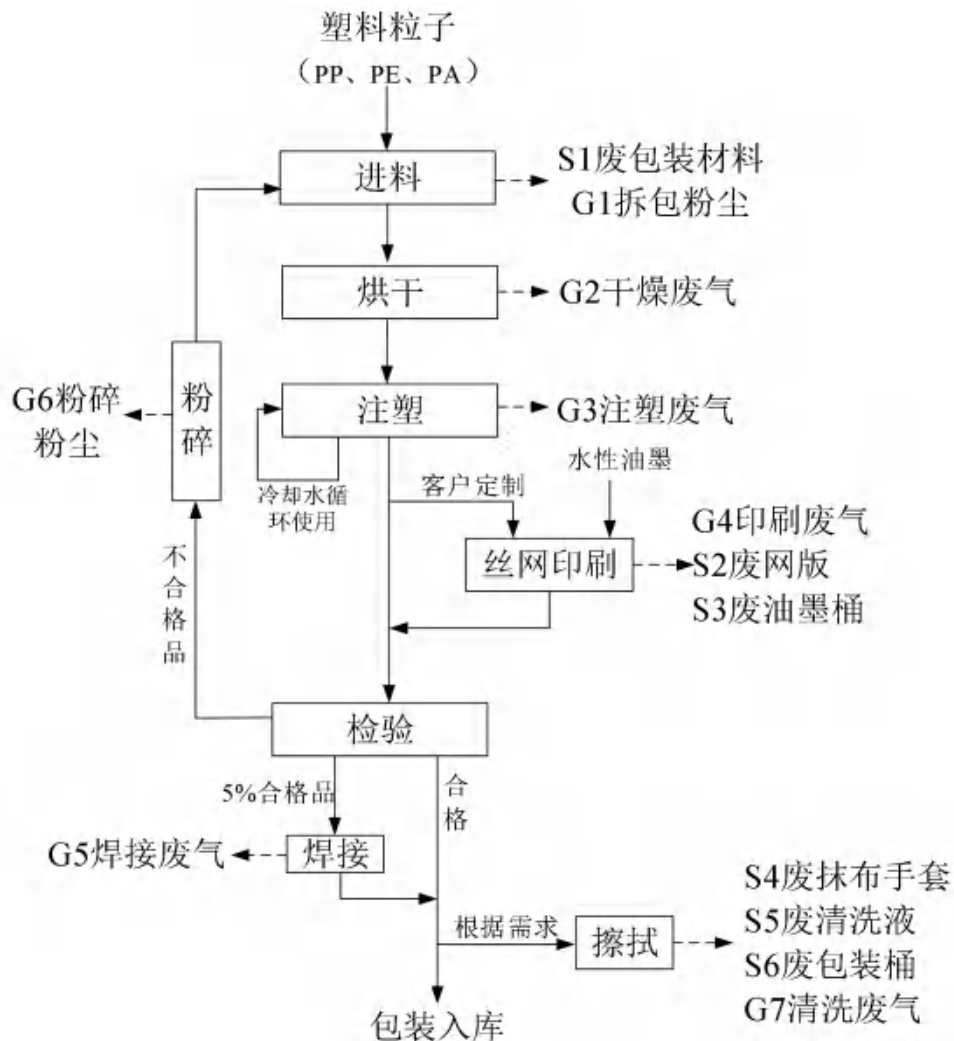 塑料粒子
（PP、PE、PA）
进料
S1废包装材料
G1拆包粉尘
烘干
G2干燥废气
粉
碎
G6粉碎
粉尘
注塑
G3注塑废气
冷却水循
环使用
客户定制
水性油墨
丝网印刷
G4印刷废气
S2废网版
S3废油墨桶
不
合
格
品
检验
5%合格品
合
格
焊接
G5焊接废气
根据需求
擦拭
S4废抹布手套
S5废清洗液
S6废包装桶
G7清洗废气
包装入库